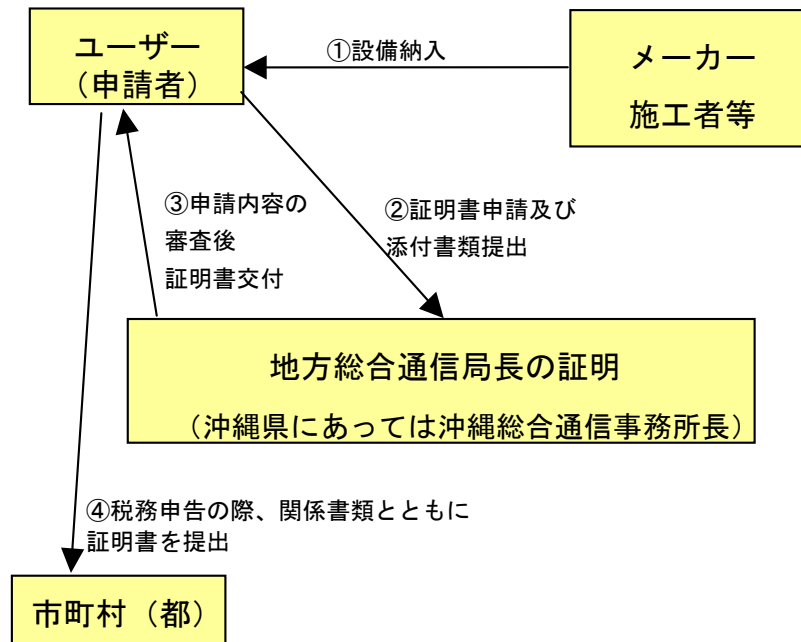 ユーザー
（申請者）
①設備納入
メーカー
施工者等
③申請内容の
審査後
証明書交付
②証明書申請及び
添付書類提出
地方総合通信局長の証明
（沖縄県にあっては沖縄総合通信事務所長）
④税務申告の際、関係書類とともに
証明書を提出
市町村（都）